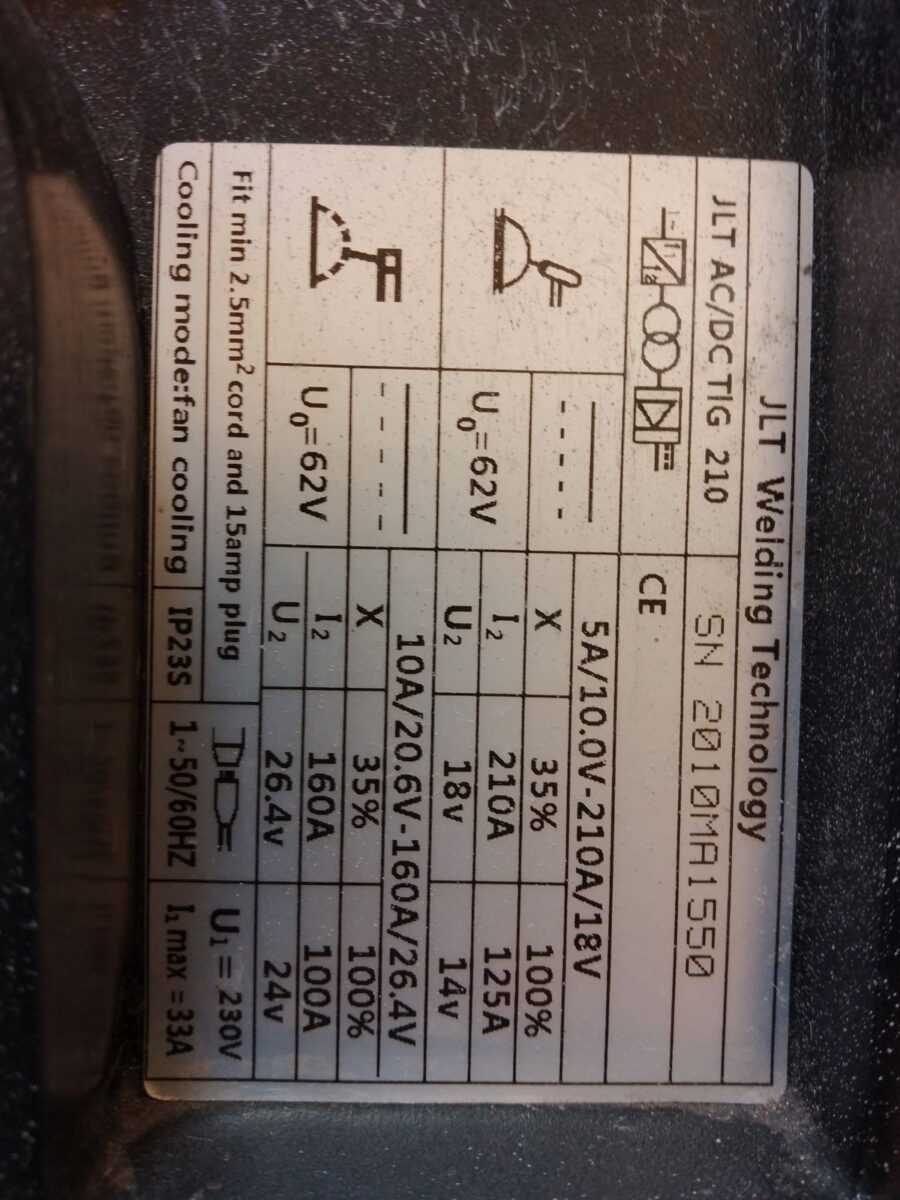 JLT Welding Technology
JLT AC/DC TIG 210 SN 2010MA1550
CE
5A/10.0V-210A/18V
X 35% 100%
I₂ 210A 125A
U₀=62V U₂ 18v 14v
10A/20.6V-160A/26.4V
X 35% 100%
I₂ 160A 100A
U₀=62V U₂ 26.4v 24v
Fit min 2.5mm² cord and 15amp plug U₁=230V
Cooling mode:fan cooling IP23S 1~50/60HZ I₁max=33A